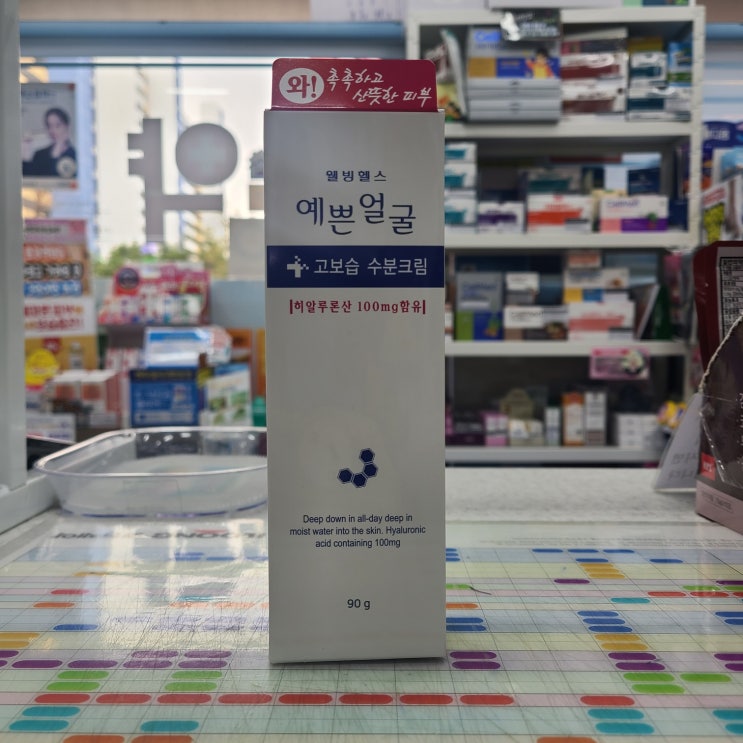 와! 촉촉하고
산뜻한 피부
웰빙헬스
예쁜얼굴
고보습 수분크림
히알루론산 100mg함유
Deep down in all-day deep in
moist water into the skin. Hyaluronic
acid containing 100mg
90 g